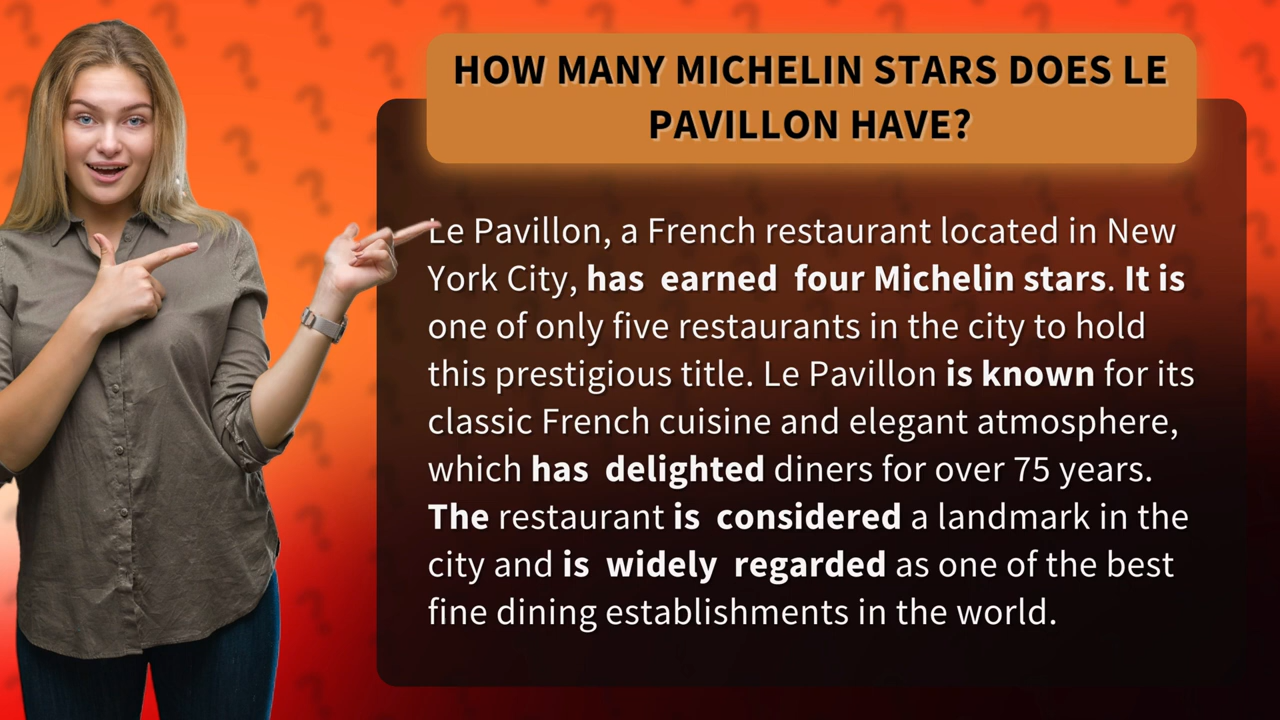 HOW MANY MICHELIN STARS DOES LE
PAVILLON HAVE?
Le Pavillon, a French restaurant located in New
York City, has earned four Michelin stars. It is
one of only five restaurants in the city to hold
this prestigious title. Le Pavillon is known for its
classic French cuisine and elegant atmosphere,
which has delighted diners for over 75 years.
The restaurant is considered a landmark in the
city and is widely regarded as one of the best
fine dining establishments in the world.